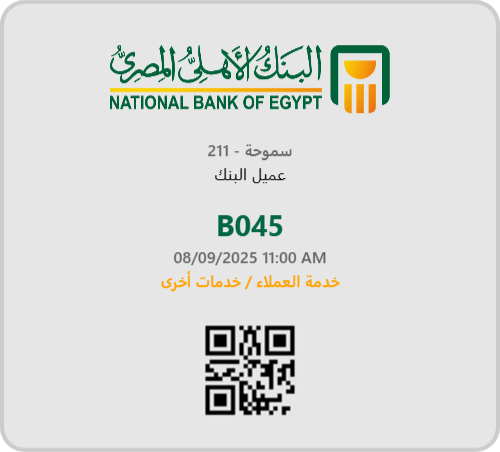 البنك الأهلي المصري
NATIONAL BANK OF EGYPT
سموحة - 211
عميل البنك
B045
08/09/2025 11:00 AM
خدمة العملاء / خدمات أخرى